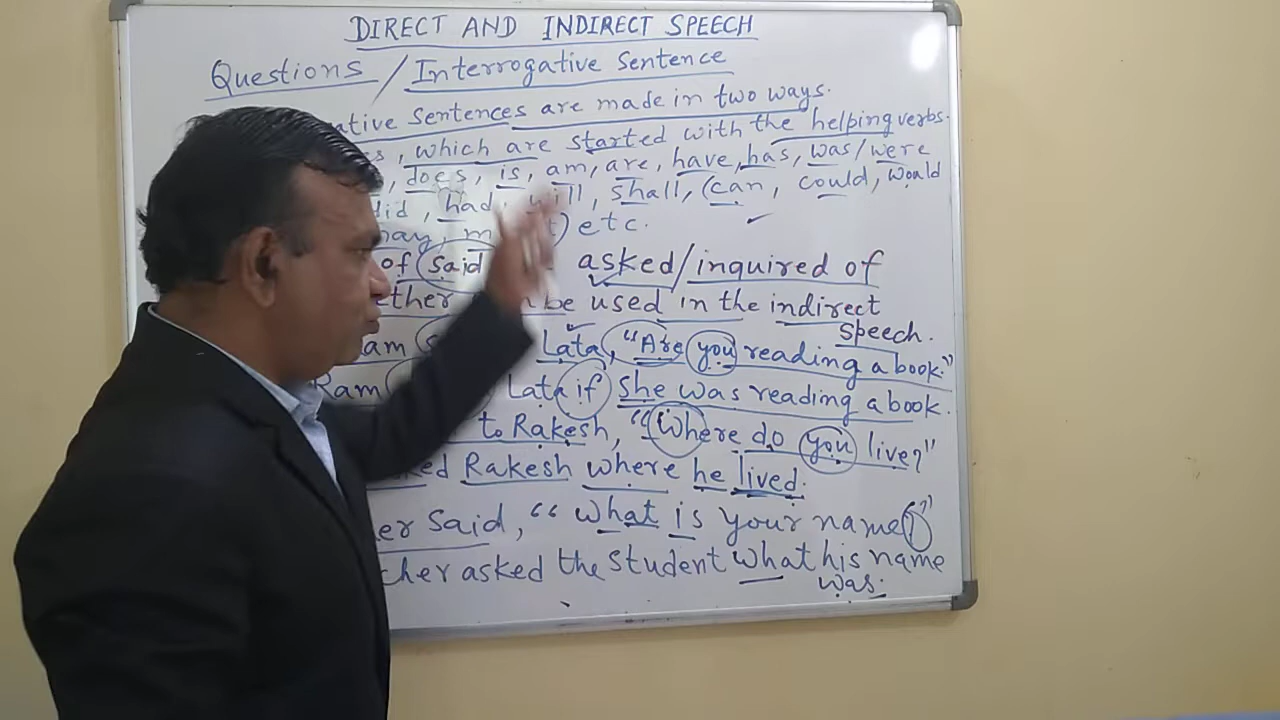 DIRECT AND INDIRECT SPEECH
Questions / Interrogative Sentence
ative Sentences are made in two ways.
es, which are started with the helping verbs.
, does, is, am, are, have, has, was/were
did, had, will, shall, (can, could, would
may, m t) etc.
of said asked/inquired of
ether n be used in the indirect
speech.
am Lata, "Are you reading a book."
Ram Lata if she was reading a book.
to Rakesh, "Where do you live?"
ed Rakesh where he lived.
er said, "What is your name?"
cher asked the student what his name
was.